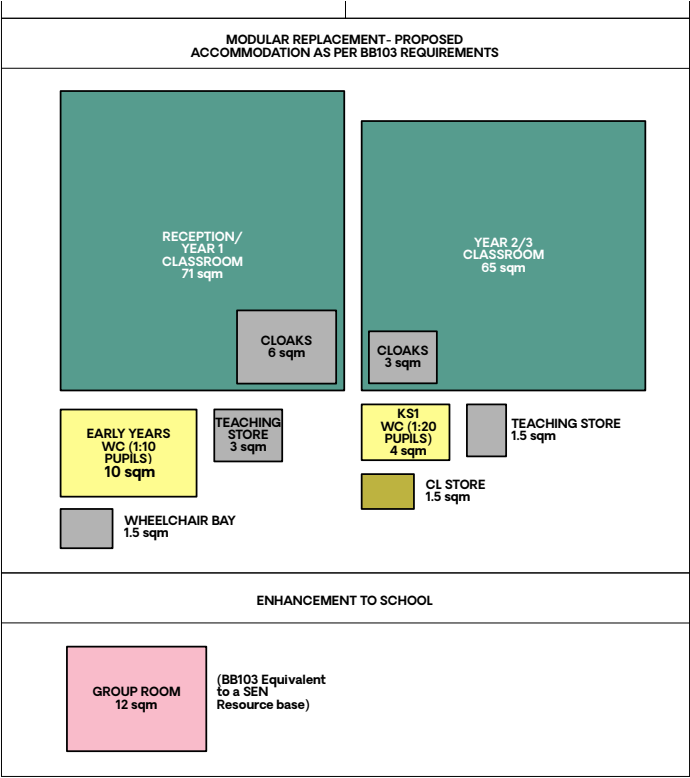 MODULAR REPLACEMENT- PROPOSED
ACCOMMODATION AS PER BB103 REQUIREMENTS
RECEPTION/
YEAR 1
CLASSROOM
71 sqm
CLOAKS
6 sqm
YEAR 2/3
CLASSROOM
65 sqm
CLOAKS
3 sqm
EARLY YEARS
WC (1:10
PUPILS)
10 sqm
TEACHING
STORE
3 sqm
KS1
WC (1:20
PUPILS)
4 sqm
TEACHING STORE
1.5 sqm
CL STORE
1.5 sqm
WHEELCHAIR BAY
1.5 sqm
ENHANCEMENT TO SCHOOL
GROUP ROOM
12 sqm
(BB103 Equivalent
to a SEN
Resource base)